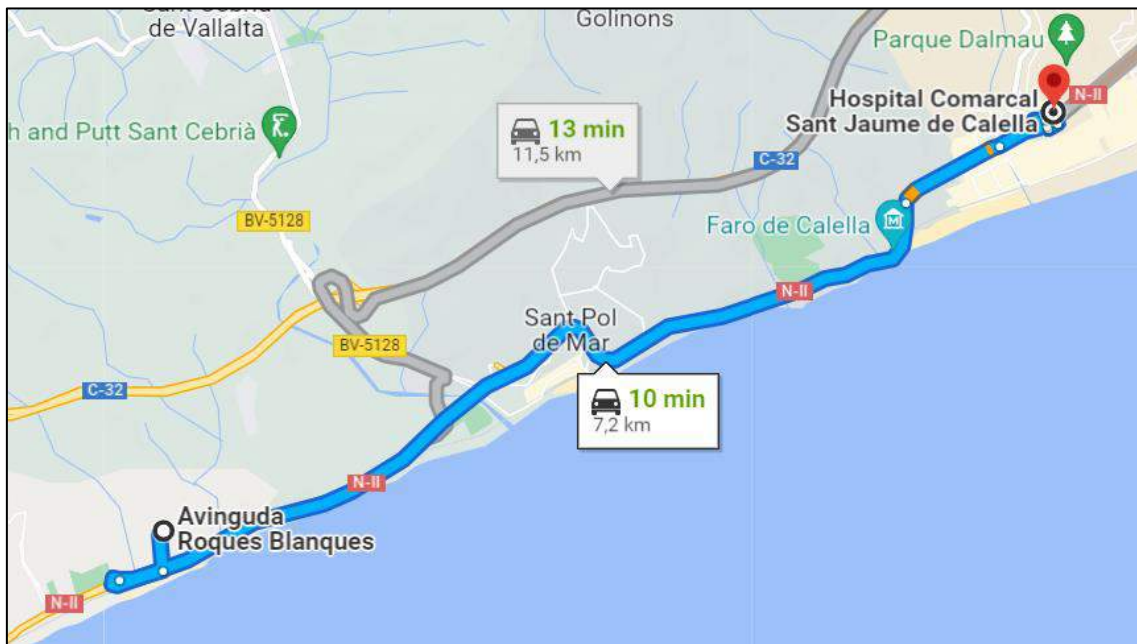 de Vallalta
Golinons
Parque Dalmau
N-II
Hospital Comarcal
Sant Jaume de Calella
h and Putt Sant Cebrià
13 min
11,5 km
C-32
BV-5128
Faro de Calella
N-II
Sant Pol
de Mar
BV-5128
C-32
10 min
7,2 km
N-II
Avinguda
Roques Blanques
N-II